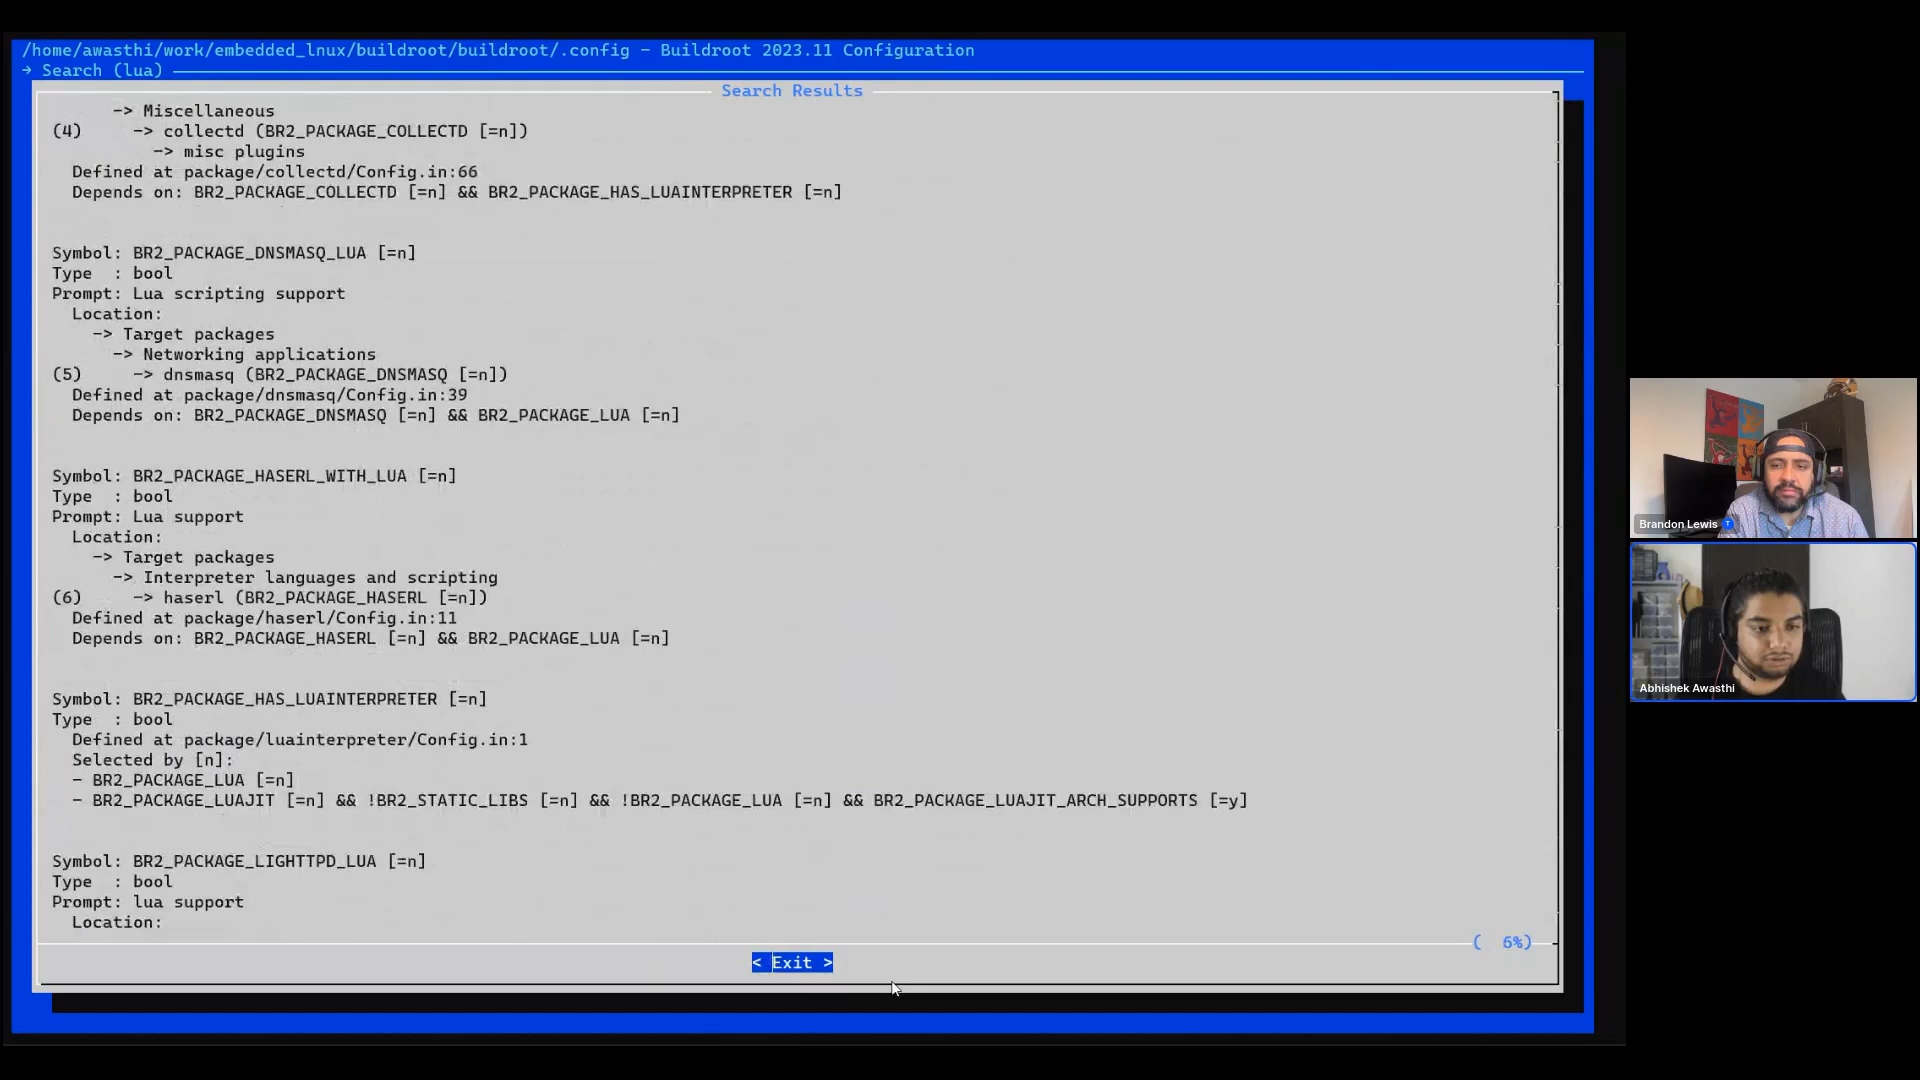 /home/awasthi/work/embedded_lnux/buildroot/buildroot/.config - Buildroot 2023.11 Configuration
→ Search (lua)
Search Results
-> Miscellaneous
(4) -> collectd (BR2_PACKAGE_COLLECTD [=n])
-> misc plugins
Defined at package/collectd/Config.in:66
Depends on: BR2_PACKAGE_COLLECTD [=n] && BR2_PACKAGE_HAS_LUAINTERPRETER [=n]
Symbol: BR2_PACKAGE_DNSMASQ_LUA [=n]
Type : bool
Prompt: Lua scripting support
Location:
-> Target packages
-> Networking applications
(5) -> dnsmasq (BR2_PACKAGE_DNSMASQ [=n])
Defined at package/dnsmasq/Config.in:39
Depends on: BR2_PACKAGE_DNSMASQ [=n] && BR2_PACKAGE_LUA [=n]
Symbol: BR2_PACKAGE_HASERL_WITH_LUA [=n]
Type : bool
Prompt: Lua support
Location:
-> Target packages
-> Interpreter languages and scripting
(6) -> haserl (BR2_PACKAGE_HASERL [=n])
Defined at package/haserl/Config.in:11
Depends on: BR2_PACKAGE_HASERL [=n] && BR2_PACKAGE_LUA [=n]
Symbol: BR2_PACKAGE_HAS_LUAINTERPRETER [=n]
Type : bool
Defined at package/luainterpreter/Config.in:1
Selected by [n]:
- BR2_PACKAGE_LUA [=n]
- BR2_PACKAGE_LUAJIT [=n] && !BR2_STATIC_LIBS [=n] && !BR2_PACKAGE_LUA [=n] && BR2_PACKAGE_LUAJIT_ARCH_SUPPORTS [=y]
Symbol: BR2_PACKAGE_LIGHTTPD_LUA [=n]
Type : bool
Prompt: lua support
Location:
( 6%)
< Exit >
Brandon Lewis T
Abhishek Awasthi